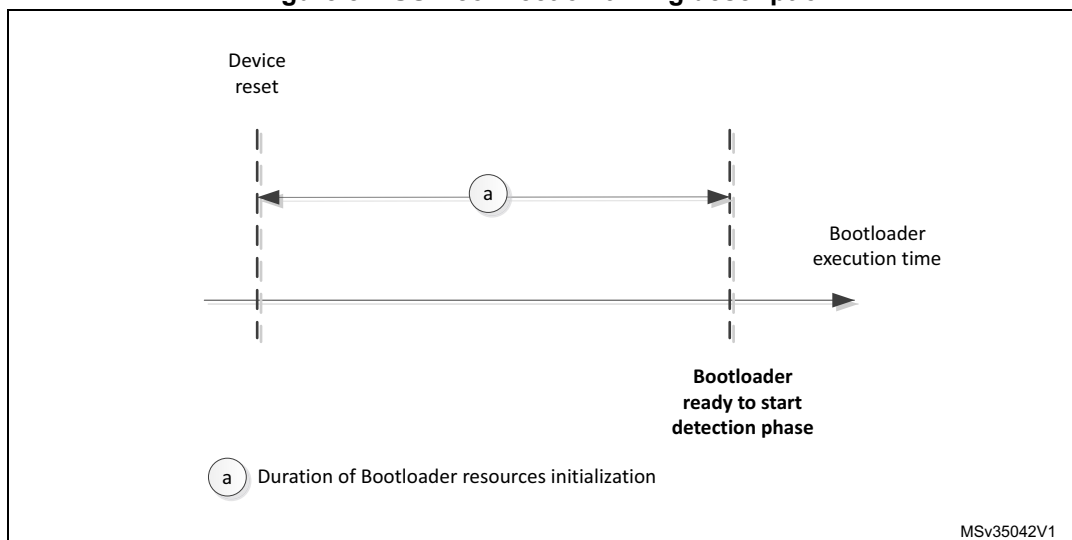 Device
reset
a
Bootloader
execution time
Bootloader
ready to start
detection phase
a Duration of Bootloader resources initialization
MSv35042V1